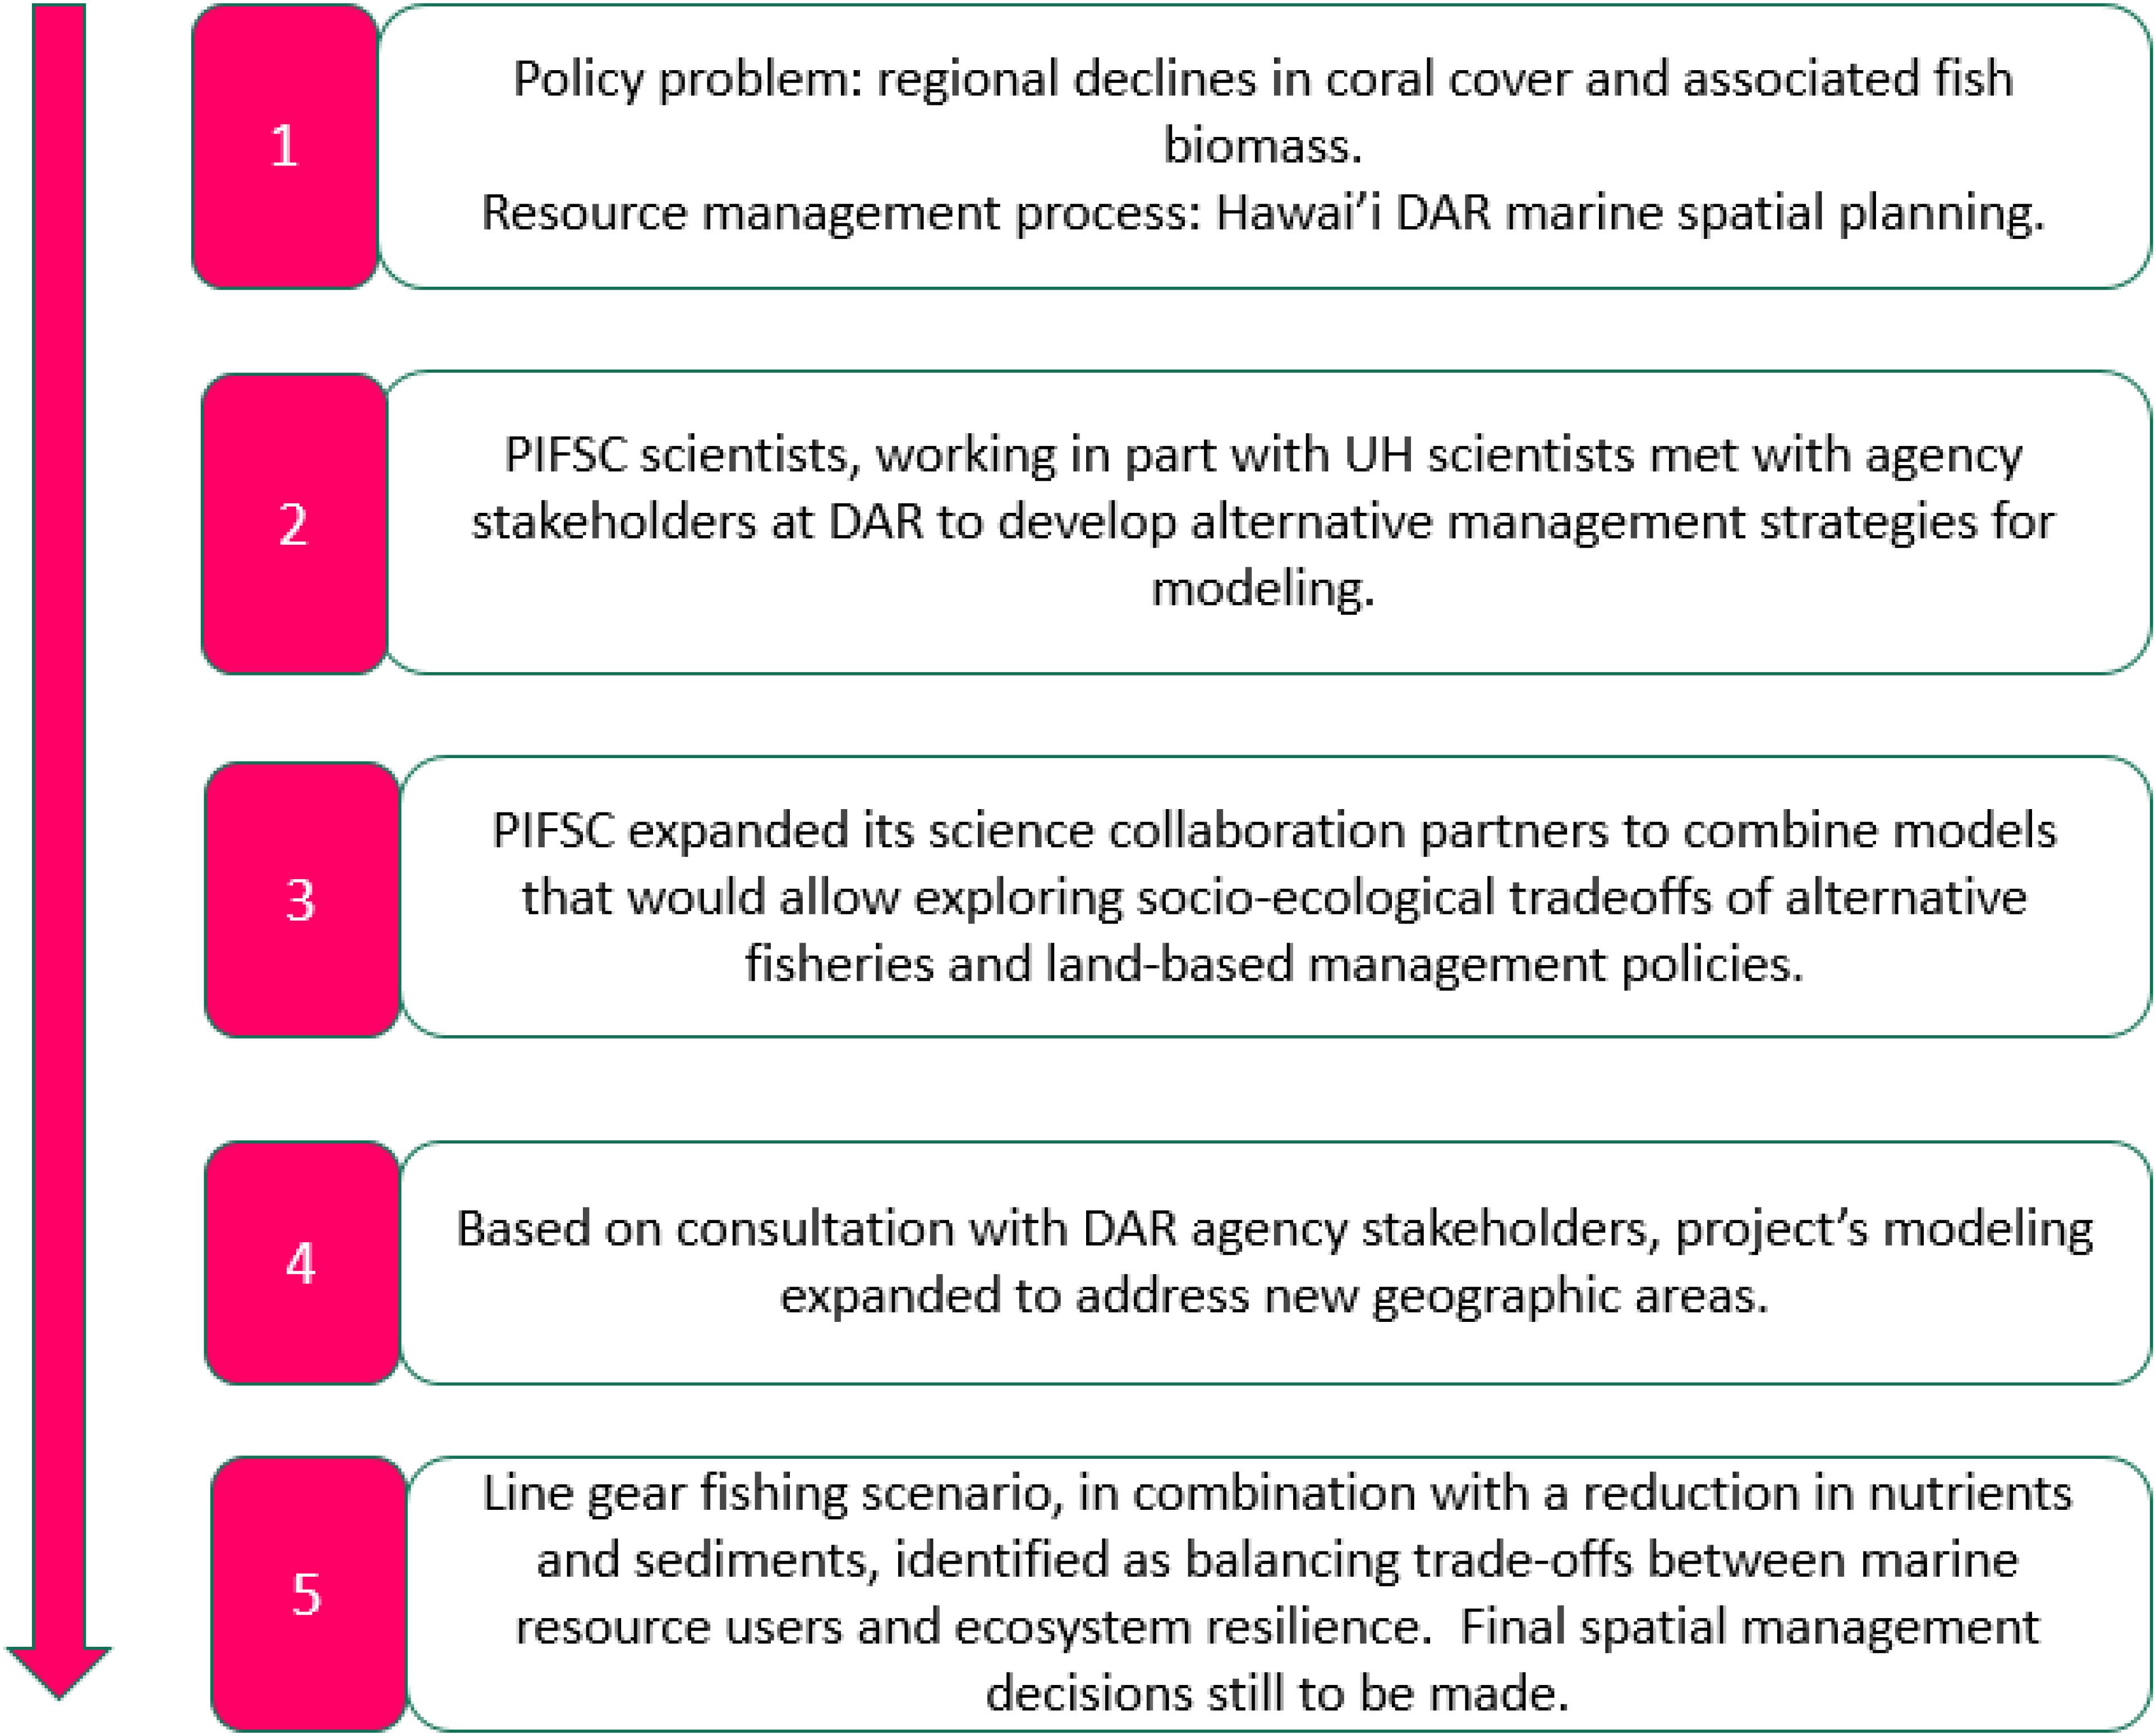 1
Policy problem: regional declines in coral cover and associated fish
biomass.
Resource management process: Hawai’i DAR marine spatial planning.
2
PIFSC scientists, working in part with UH scientists met with agency
stakeholders at DAR to develop alternative management strategies for
modeling.
3
PIFSC expanded its science collaboration partners to combine models
that would allow exploring socio-ecological tradeoffs of alternative
fisheries and land-based management policies.
4
Based on consultation with DAR agency stakeholders, project’s modeling
expanded to address new geographic areas.
5
Line gear fishing scenario, in combination with a reduction in nutrients
and sediments, identified as balancing trade-offs between marine
resource users and ecosystem resilience.  Final spatial management
decisions still to be made.